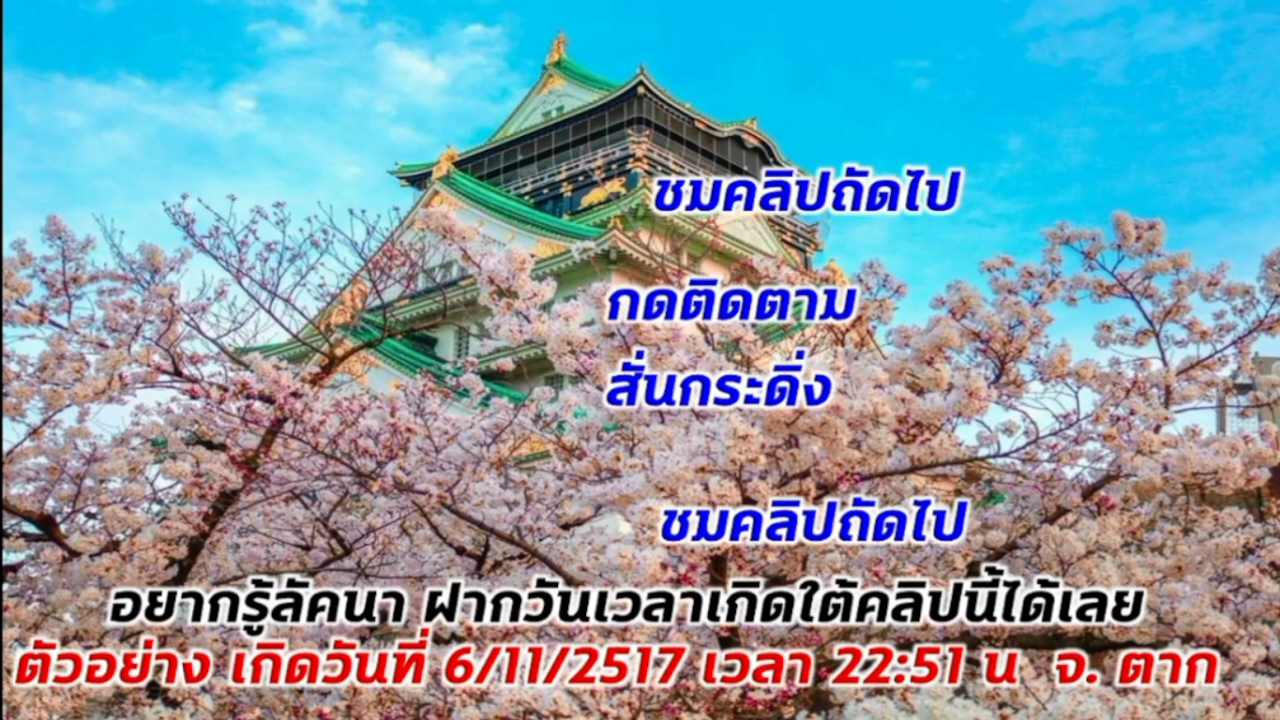 ชมคลิปถัดไป
กดติดตาม
สั่นกระดิ่ง
ชมคลิปถัดไป
อยากรู้ลัคนา ฝากวันเวลาเกิดใต้คลิปนี้ได้เลย
ตัวอย่าง เกิดวันที่ 6/11/2517 เวลา 22:51 น จ. ตาก